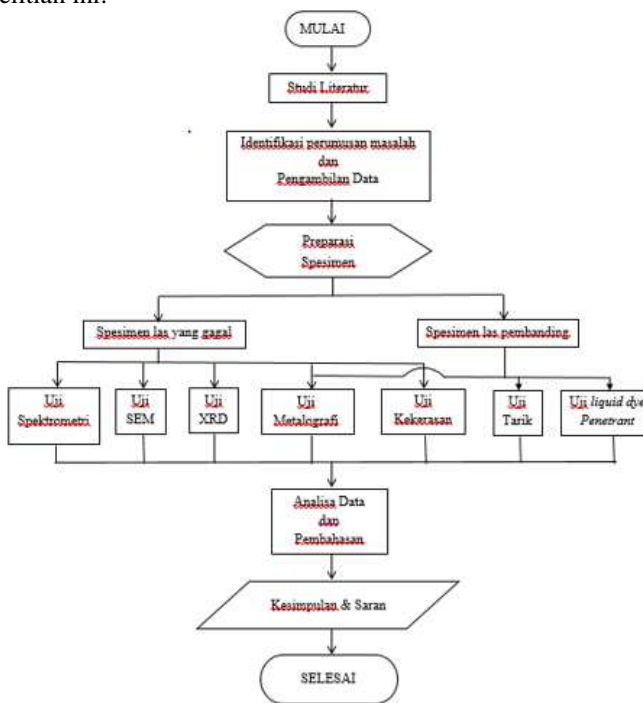 MULAI
Studi Literatur
Identifikasi perumusan masalah
dan
Pengambilan Data
Preparasi
Spesimen
Spesimen las yang gagal
Spesimen las pembanding
Uji
Spektrometri
Uji
SEM
Uji
XRD
Uji
Metalografi
Uji
Kekerasan
Uji
Tarik
Uji liquid dye
Penetrant
Analisa Data
dan
Pembahasan
Kesimpulan & Saran
SELESAI